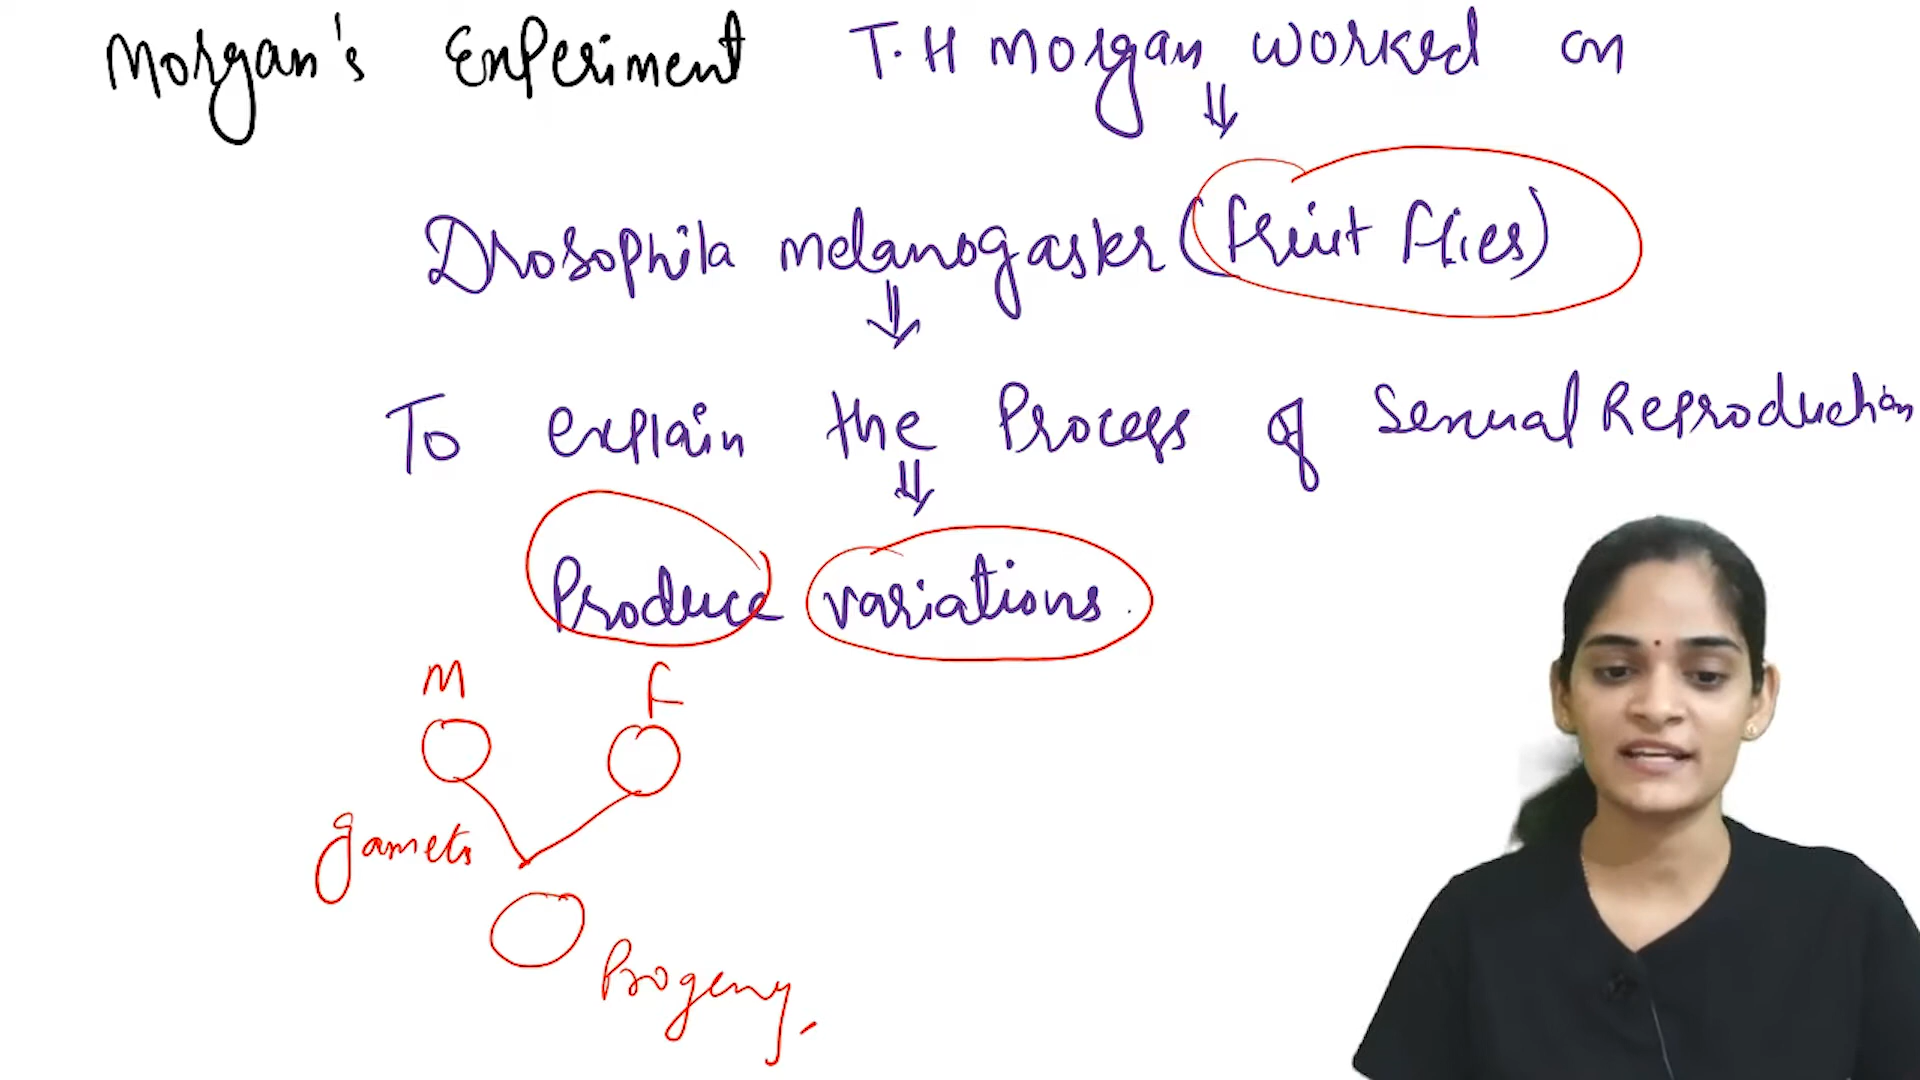 Morgan's Experiment T.H Morgan worked on
⇓
Drosophila melanogaster (fruit flies)
⇓
To explain the Process of Sexual Reproduction
⇓
Produce variations.
M F
gamets
Progeny